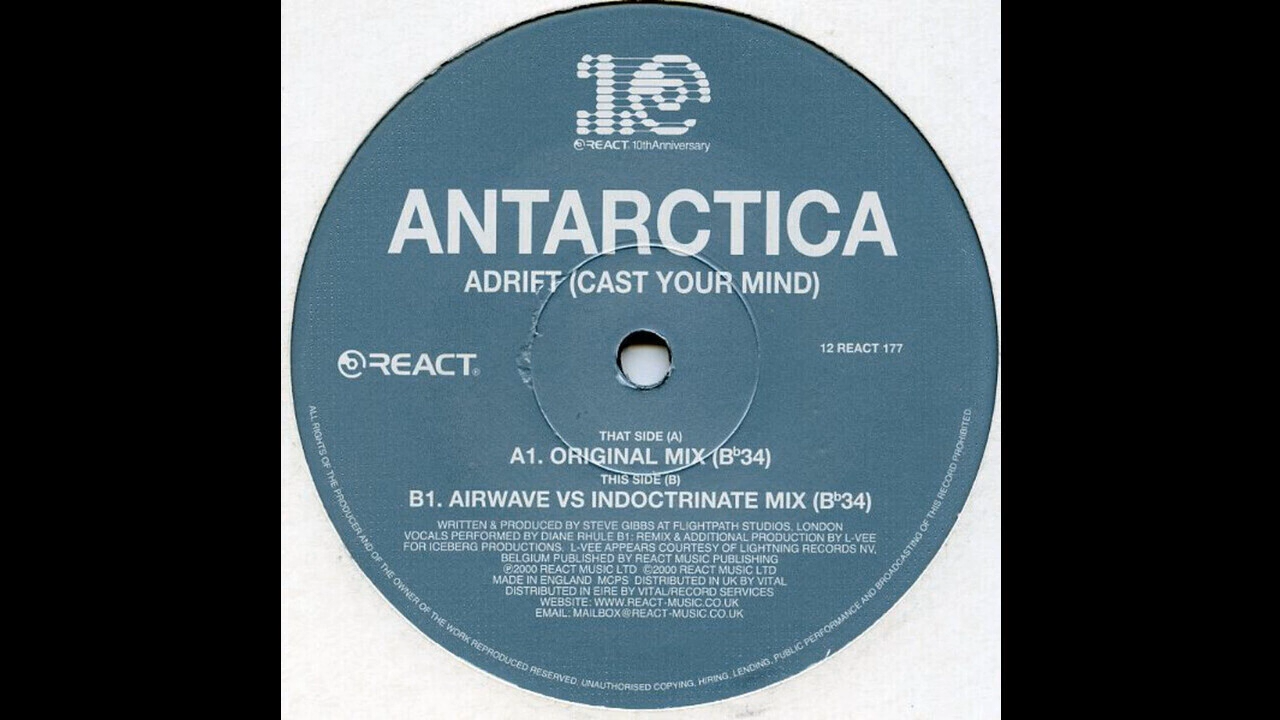 10
REACT. 10thAnniversary
ANTARCTICA
ADRIFT (CAST YOUR MIND)
REACT.®
12 REACT 177
THAT SIDE (A)
A1. ORIGINAL MIX (Bᵇ34)
THIS SIDE (B)
B1. AIRWAVE VS INDOCTRINATE MIX (Bᵇ34)
WRITTEN & PRODUCED BY STEVE GIBBS AT FLIGHTPATH STUDIOS, LONDON
VOCALS PERFORMED BY DIANE RHULE B1: REMIX & ADDITIONAL PRODUCTION BY L-VEE
FOR ICEBERG PRODUCTIONS. L-VEE APPEARS COURTESY OF LIGHTNING RECORDS NV,
BELGIUM PUBLISHED BY REACT MUSIC PUBLISHING
℗2000 REACT MUSIC LTD ©2000 REACT MUSIC LTD
MADE IN ENGLAND MCPS DISTRIBUTED IN UK BY VITAL
DISTRIBUTED IN EIRE BY VITAL/RECORD SERVICES
WEBSITE: WWW.REACT-MUSIC.CO.UK
EMAIL: MAILBOX@REACT-MUSIC.CO.UK
ALL RIGHTS OF THE PRODUCER AND OF THE OWNER OF THE WORK REPRODUCED RESERVED. UNAUTHORISED COPYING, HIRING, LENDING, PUBLIC PERFORMANCE AND BROADCASTING OF THIS RECORD PROHIBITED.